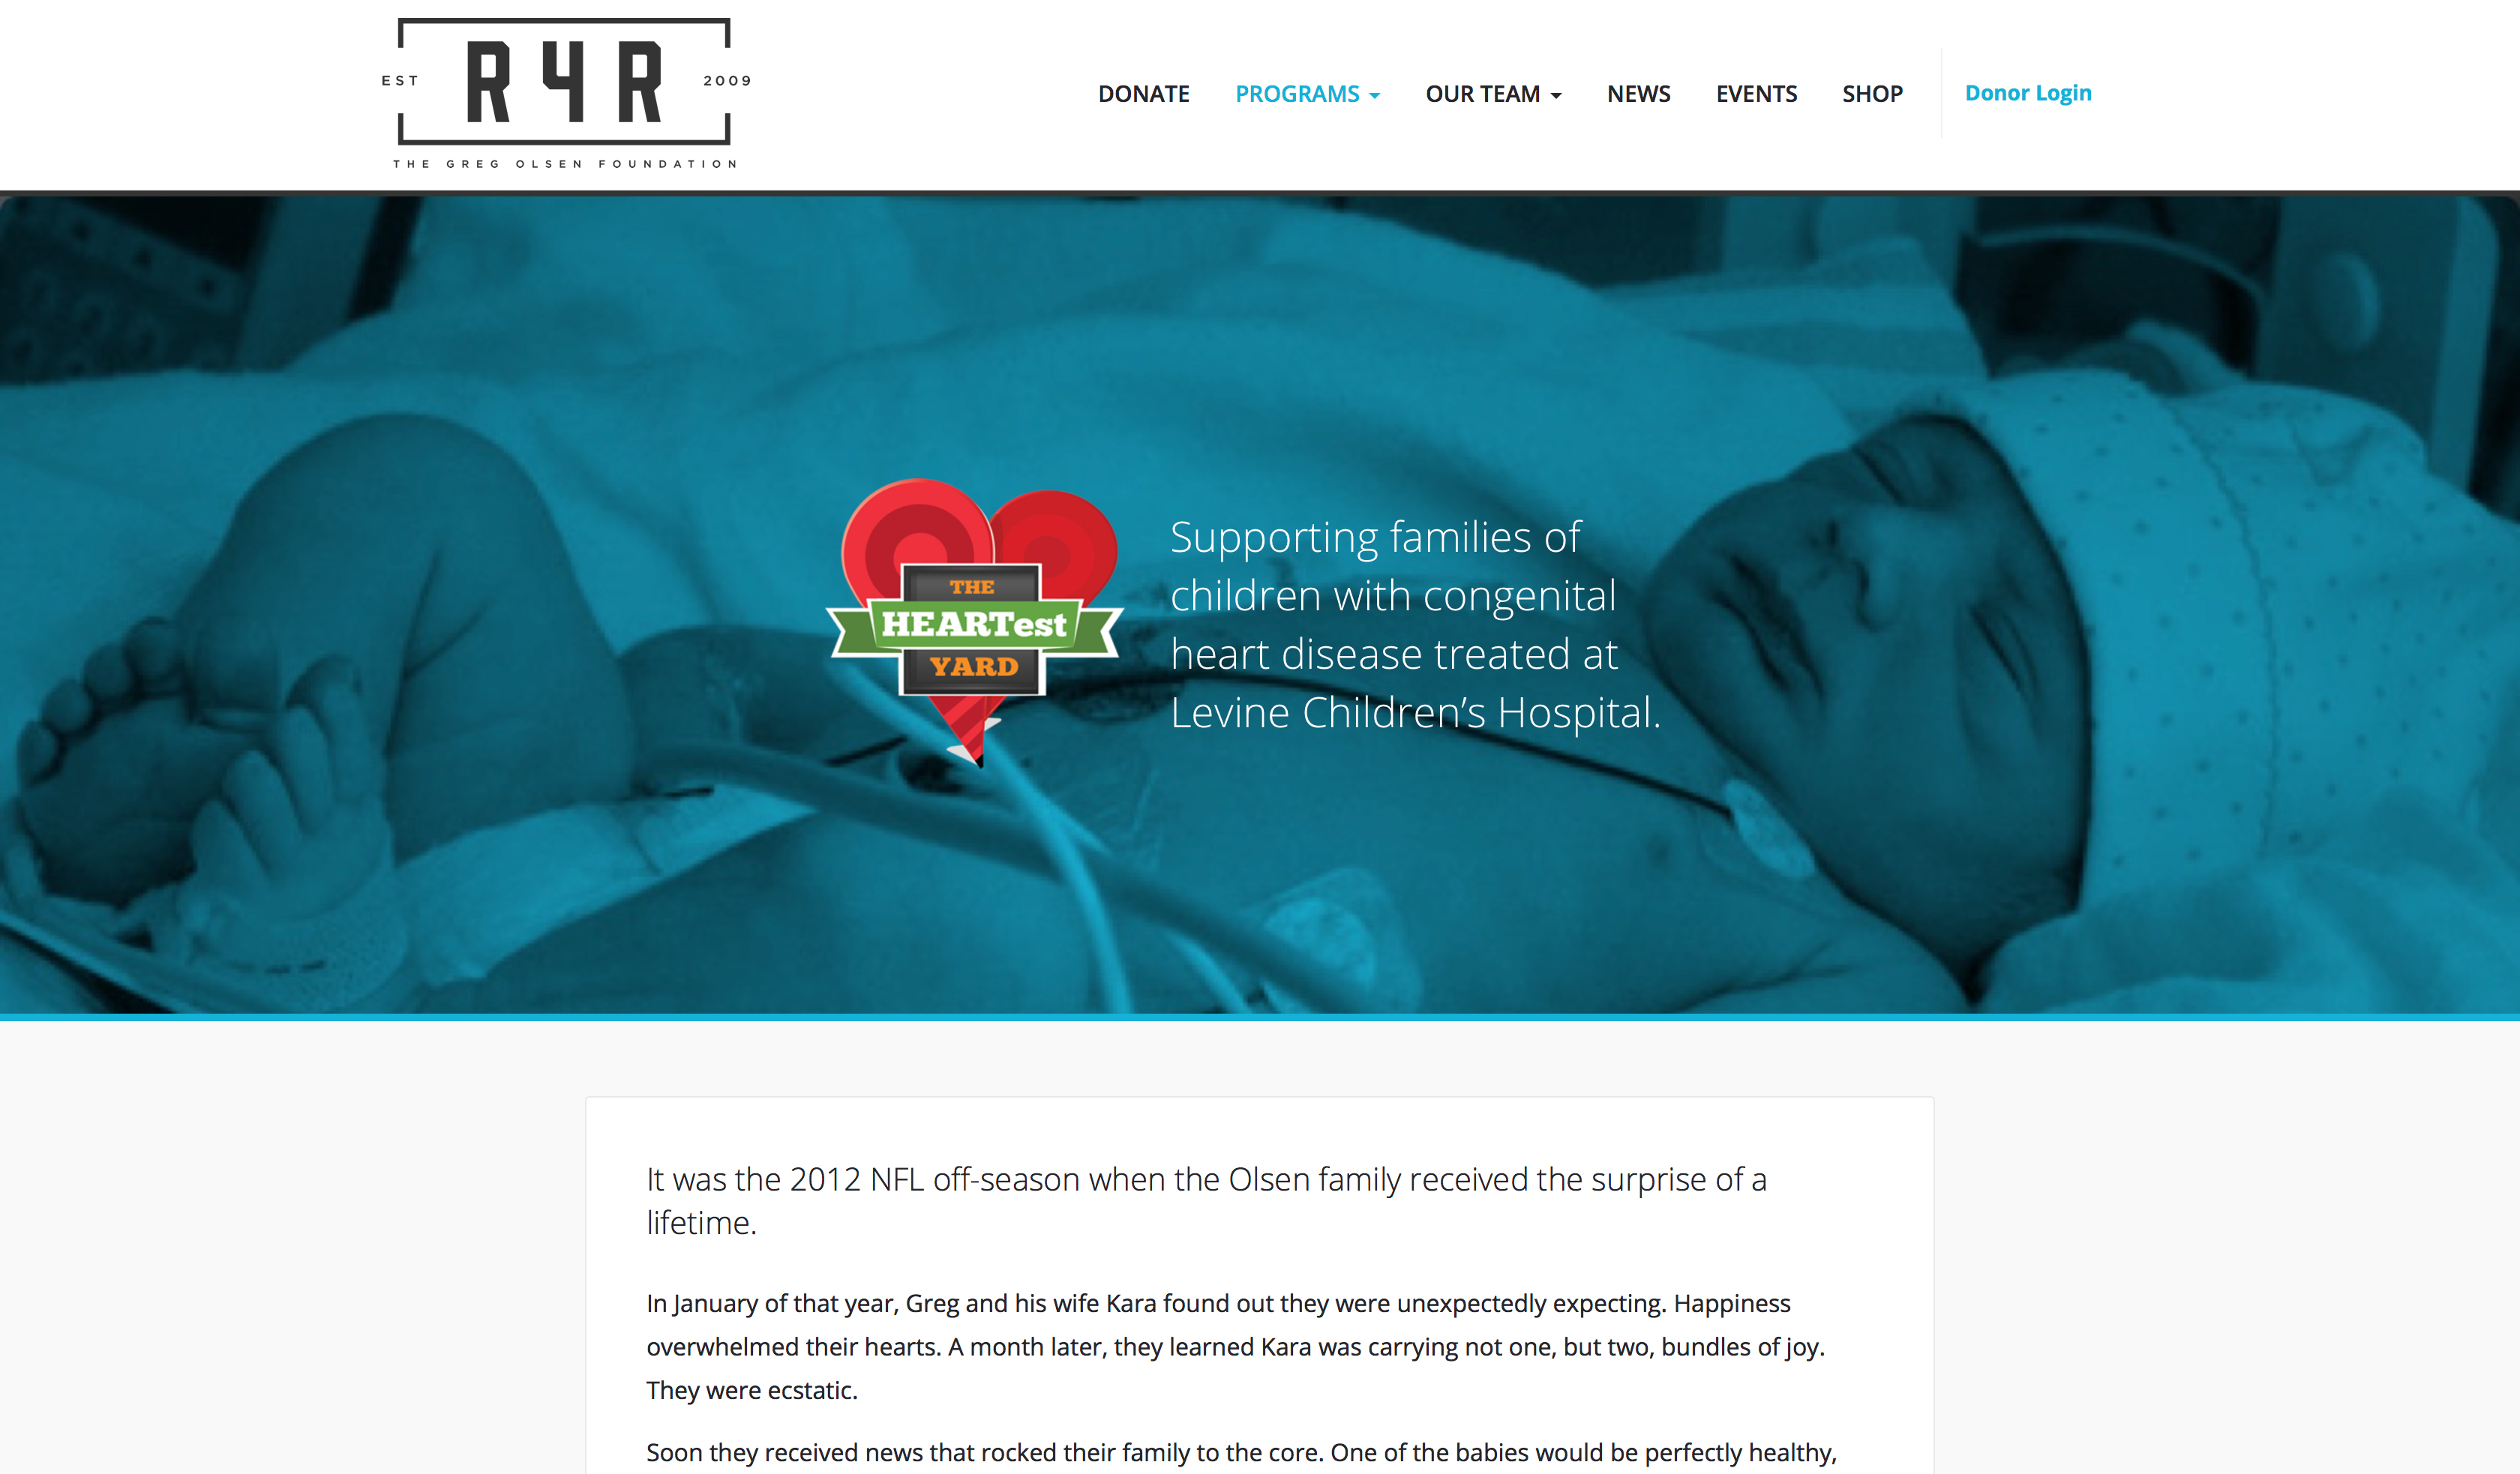 EST R4R 2009
THE GREG OLSEN FOUNDATION
DONATE PROGRAMS OUR TEAM NEWS EVENTS SHOP Donor Login
THE
HEARTest
YARD
Supporting families of
children with congenital
heart disease treated at
Levine Children’s Hospital.
It was the 2012 NFL off-season when the Olsen family received the surprise of a
lifetime.
In January of that year, Greg and his wife Kara found out they were unexpectedly expecting. Happiness
overwhelmed their hearts. A month later, they learned Kara was carrying not one, but two, bundles of joy.
They were ecstatic.
Soon they received news that rocked their family to the core. One of the babies would be perfectly healthy,